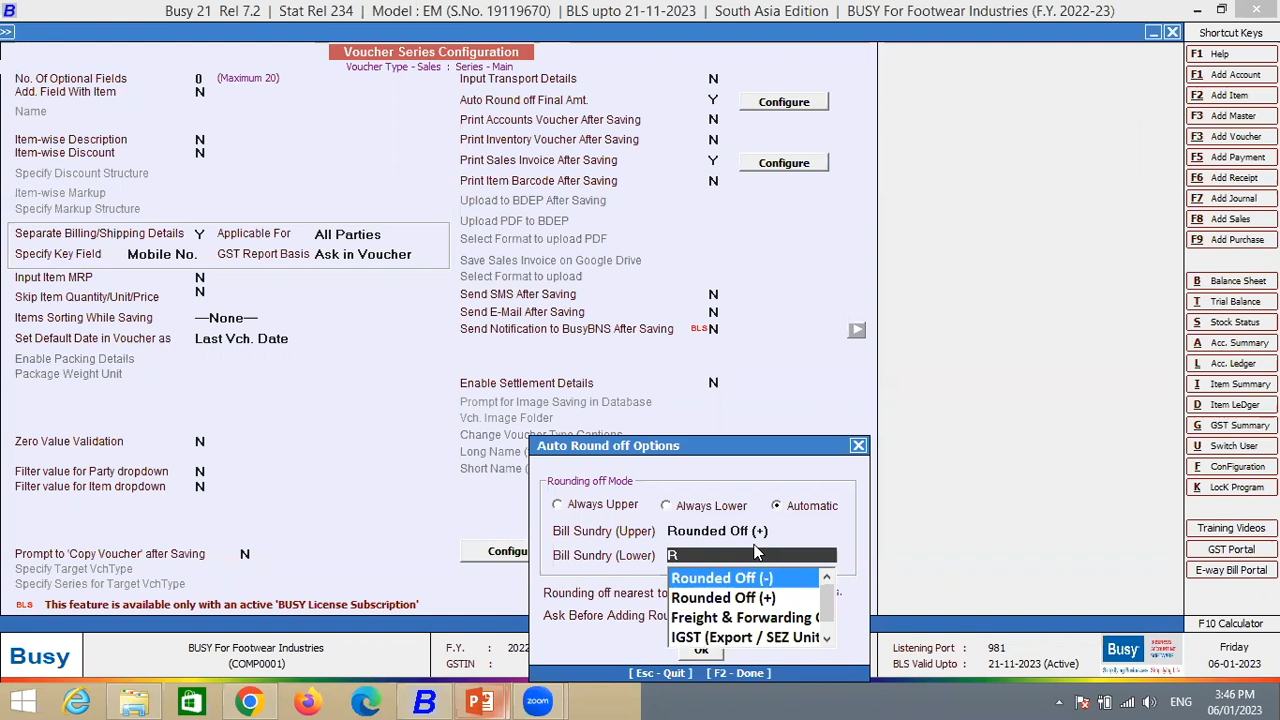 Busy 21 Rel 7.2 | Stat Rel 234 | Model : EM (S.No. 19119670) | BLS upto 21-11-2023 | South Asia Edition | BUSY For Footwear Industries (F.Y. 2022-23)
>>
Voucher Series Configuration
Voucher Type - Sales : Series - Main
No. Of Optional Fields 0 (Maximum 20)
Add. Field With Item N
Name
Item-wise Description N
Item-wise Discount N
Specify Discount Structure
Item-wise Markup
Specify Markup Structure
Separate Billing/Shipping Details Y Applicable For All Parties
Specify Key Field Mobile No. GST Report Basis Ask in Voucher
Input Item MRP N
Skip Item Quantity/Unit/Price N
Items Sorting While Saving —None—
Set Default Date in Voucher as Last Vch. Date
Enable Packing Details
Package Weight Unit
Zero Value Validation N
Filter value for Party dropdown N
Filter value for Item dropdown N
Prompt to 'Copy Voucher' after Saving N
Specify Target VchType
Specify Series for Target VchType
BLS This feature is available only with an active 'BUSY License Subscription'
Input Transport Details N
Auto Round off Final Amt. Y Configure
Print Accounts Voucher After Saving N
Print Inventory Voucher After Saving N
Print Sales Invoice After Saving Y Configure
Print Item Barcode After Saving N
Upload to BDEP After Saving
Upload PDF to BDEP
Select Format to upload PDF
Save Sales Invoice on Google Drive
Select Format to upload
Send SMS After Saving N
Send E-Mail After Saving N
Send Notification to BusyBNS After Saving BLS N
Enable Settlement Details N
Prompt for Image Saving in Database
Vch. Image Folder
Change Voucher Type Captions
Long Name (
Short Name (
Configu
Auto Round off Options
Rounding off Mode
Always Upper Always Lower Automatic
Bill Sundry (Upper) Rounded Off (+)
Bill Sundry (Lower) R
Rounded Off (-)
Rounded Off (+)
Freight & Forwarding C
IGST (Export / SEZ Unit
Rounding off nearest to s.
Ask Before Adding Rou
Ok
[ Esc - Quit ] [ F2 - Done ]
Shortcut Keys
F1 Help
F1 Add Account
F2 Add Item
F3 Add Master
F3 Add Voucher
F5 Add Payment
F6 Add Receipt
F7 Add Journal
F8 Add Sales
F9 Add Purchase
B Balance Sheet
T Trial Balance
S Stock Status
A Acc. Summary
L Acc. Ledger
I Item Summary
D Item LeDger
G GST Summary
U Switch User
F Configuration
K LocK Program
Training Videos
GST Portal
E-way Bill Portal
F10 Calculator
Busy
BUSY For Footwear Industries
(COMP0001)
F.Y. 2022
GSTIN :
Listening Port : 981
BLS Valid Upto : 21-11-2023 (Active)
Busy
Friday
06-01-2023
ENG
3:46 PM
06/01/2023
zoom